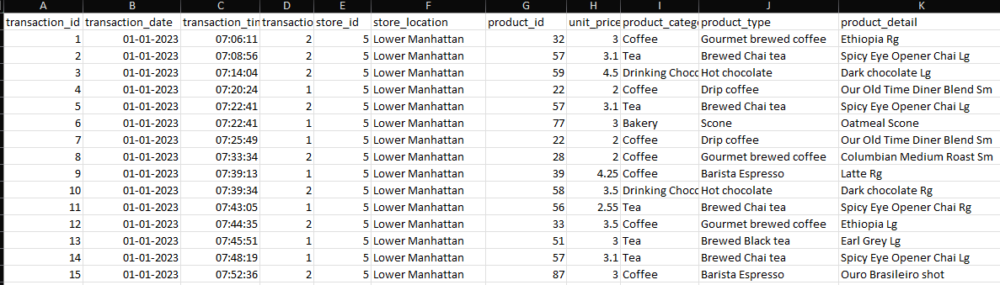 A B C D E F G H I J K
transaction_id transaction_date transaction_tim transactio store_id store_location product_id unit_price product_catego product_type product_detail
1 01-01-2023 07:06:11 2 5 Lower Manhattan 32 3 Coffee Gourmet brewed coffee Ethiopia Rg
2 01-01-2023 07:08:56 2 5 Lower Manhattan 57 3.1 Tea Brewed Chai tea Spicy Eye Opener Chai Lg
3 01-01-2023 07:14:04 2 5 Lower Manhattan 59 4.5 Drinking Choc Hot chocolate Dark chocolate Lg
4 01-01-2023 07:20:24 1 5 Lower Manhattan 22 2 Coffee Drip coffee Our Old Time Diner Blend Sm
5 01-01-2023 07:22:41 2 5 Lower Manhattan 57 3.1 Tea Brewed Chai tea Spicy Eye Opener Chai Lg
6 01-01-2023 07:22:41 1 5 Lower Manhattan 77 3 Bakery Scone Oatmeal Scone
7 01-01-2023 07:25:49 1 5 Lower Manhattan 22 2 Coffee Drip coffee Our Old Time Diner Blend Sm
8 01-01-2023 07:33:34 2 5 Lower Manhattan 28 2 Coffee Gourmet brewed coffee Columbian Medium Roast Sm
9 01-01-2023 07:39:13 1 5 Lower Manhattan 39 4.25 Coffee Barista Espresso Latte Rg
10 01-01-2023 07:39:34 2 5 Lower Manhattan 58 3.5 Drinking Choc Hot chocolate Dark chocolate Rg
11 01-01-2023 07:43:05 1 5 Lower Manhattan 56 2.55 Tea Brewed Chai tea Spicy Eye Opener Chai Rg
12 01-01-2023 07:44:35 2 5 Lower Manhattan 33 3.5 Coffee Gourmet brewed coffee Ethiopia Lg
13 01-01-2023 07:45:51 1 5 Lower Manhattan 51 3 Tea Brewed Black tea Earl Grey Lg
14 01-01-2023 07:48:19 1 5 Lower Manhattan 57 3.1 Tea Brewed Chai tea Spicy Eye Opener Chai Lg
15 01-01-2023 07:52:36 2 5 Lower Manhattan 87 3 Coffee Barista Espresso Ouro Brasileiro shot